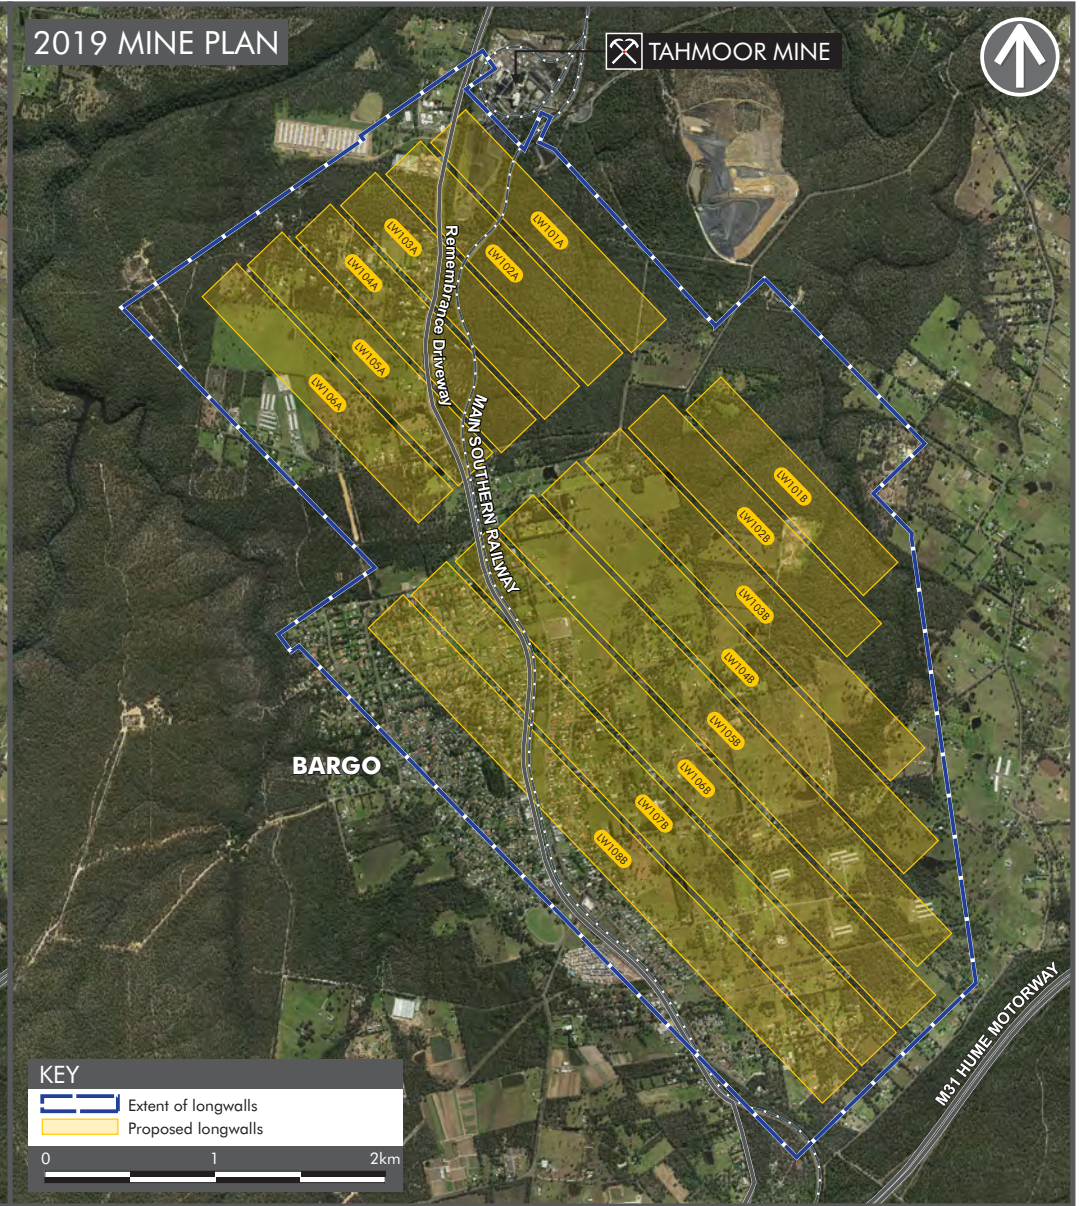 2019 MINE PLAN
TAHMOOR MINE
LW101A
LW102A
LW103A
LW104A
LW105A
LW106A
Remembrance Driveway
MAIN SOUTHERN RAILWAY
LW101B
LW102B
LW103B
LW104B
LW105B
LW106B
LW107B
LW108B
BARGO
M31 HUME MOTORWAY
KEY
Extent of longwalls
Proposed longwalls
0 1 2km